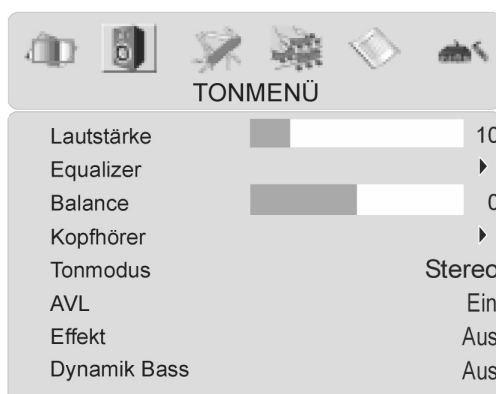 TONMENÜ
Lautstärke 10
Equalizer
Balance 0
Kopfhörer
Tonmodus Stereo
AVL Ein
Effekt Aus
Dynamik Bass Aus